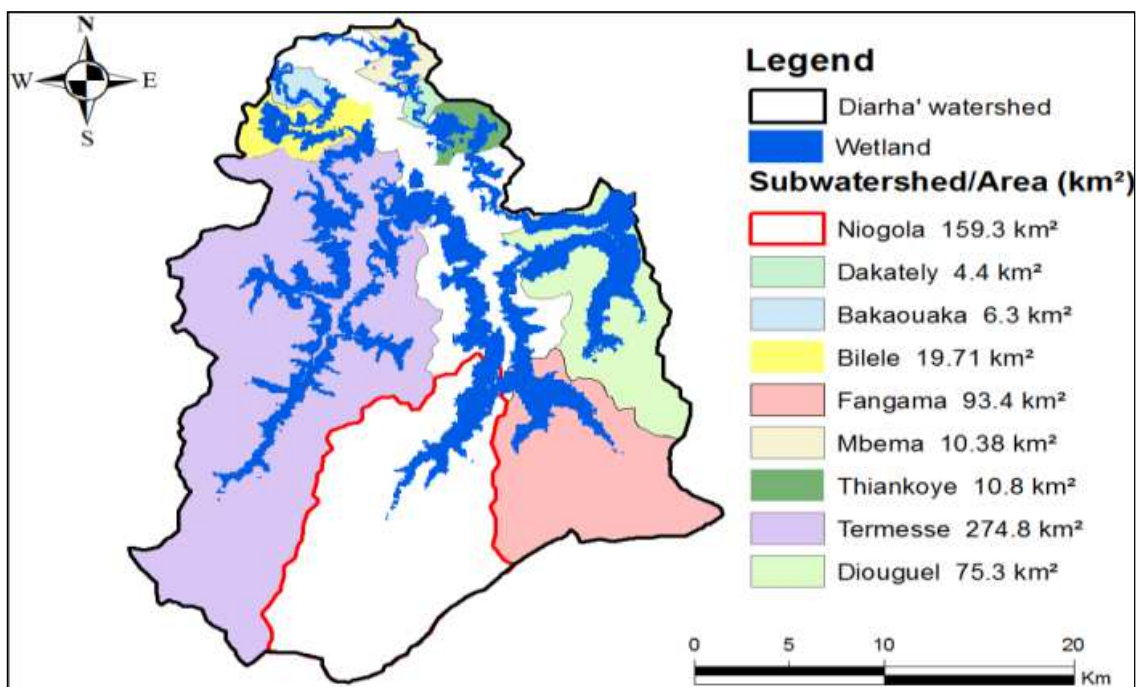 N
W E
S
Legend
Diarha' watershed
Wetland
Subwatershed/Area (km²)
Niogola 159.3 km²
Dakately 4.4 km²
Bakaouaka 6.3 km²
Bilele 19.71 km²
Fangama 93.4 km²
Mbema 10.38 km²
Thiankoye 10.8 km²
Termesse 274.8 km²
Diouguel 75.3 km²
0 5 10 20
Km